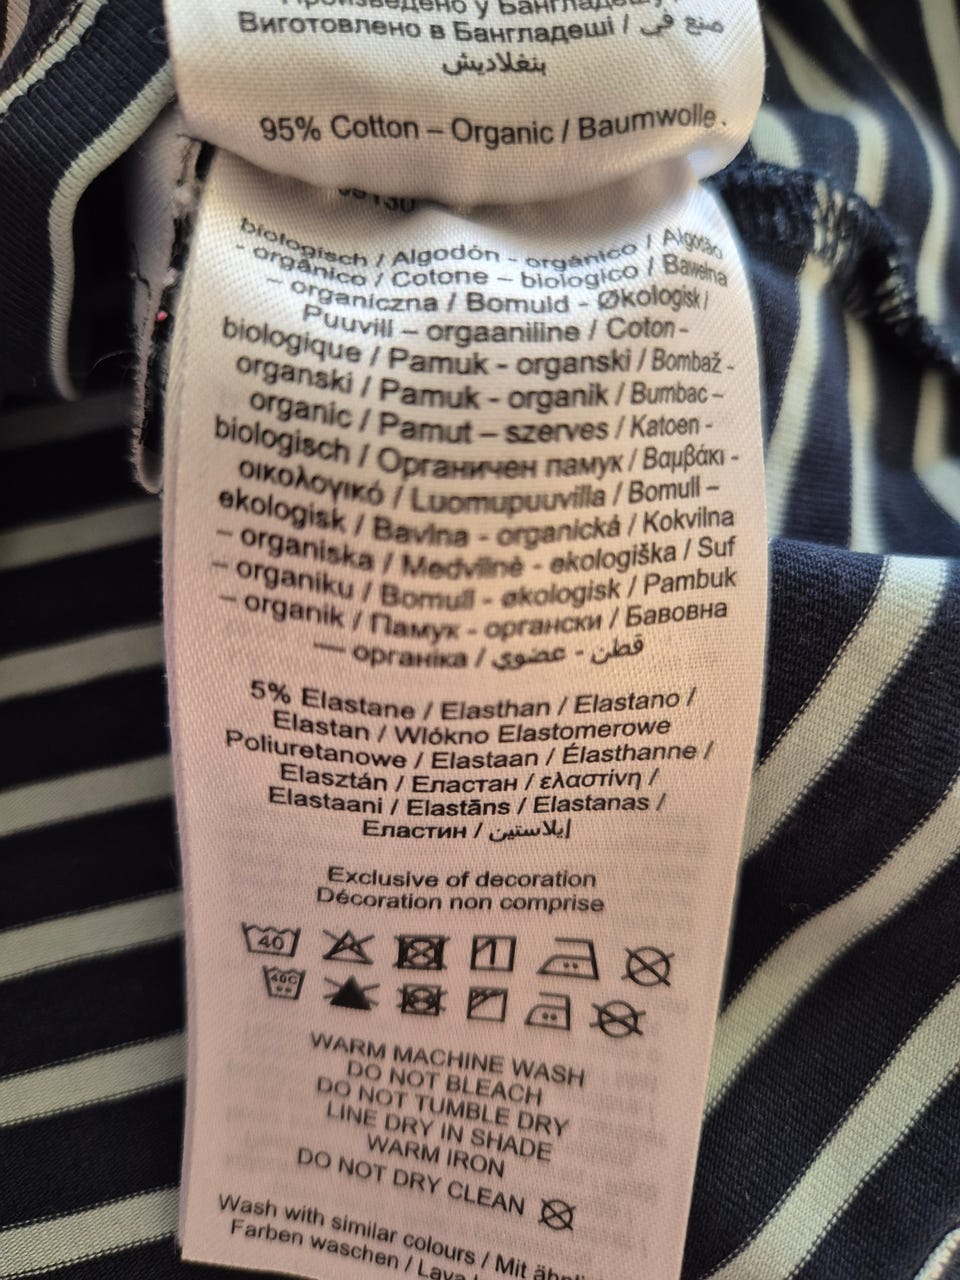 Произведено у Бангладешу /
Виготовлено в Бангладеші / صنع في
بنغلاديش
95% Cotton – Organic / Baumwolle
biologisch / Algodón - orgánico / Algodão
- orgânico / Cotone – biologico / Bawełna
– organiczna / Bomuld - Økologisk /
Puuvill – orgaaniline / Coton -
biologique / Pamuk - organski / Bombaž -
organski / Pamuk - organik / Bumbac –
organic / Pamut – szerves / Katoen -
biologisch / Органичен памук / Βαμβάκι -
οικολογικό / Luomupuuvilla / Bomull –
ekologisk / Bavlna - organická / Kokvilna
– organiska / Medvilnė - ekologiška / Suf
– organiku / Bomull - økologisk / Pambuk
– organik / Памук - органски / Бавовна
— органіка / قطن - عضوي
5% Elastane / Elasthan / Elastano /
Elastan / Wlókno Elastomerowe
Poliuretanowe / Elastaan / Élasthanne /
Elasztán / Еластан / ελαστίνη /
Elastaani / Elastāns / Elastanas /
Еластин / إيلاستين
Exclusive of decoration
Décoration non comprise
40
40C
WARM MACHINE WASH
DO NOT BLEACH
DO NOT TUMBLE DRY
LINE DRY IN SHADE
WARM IRON
DO NOT DRY CLEAN
Wash with similar colours / Mit
Farben waschen /